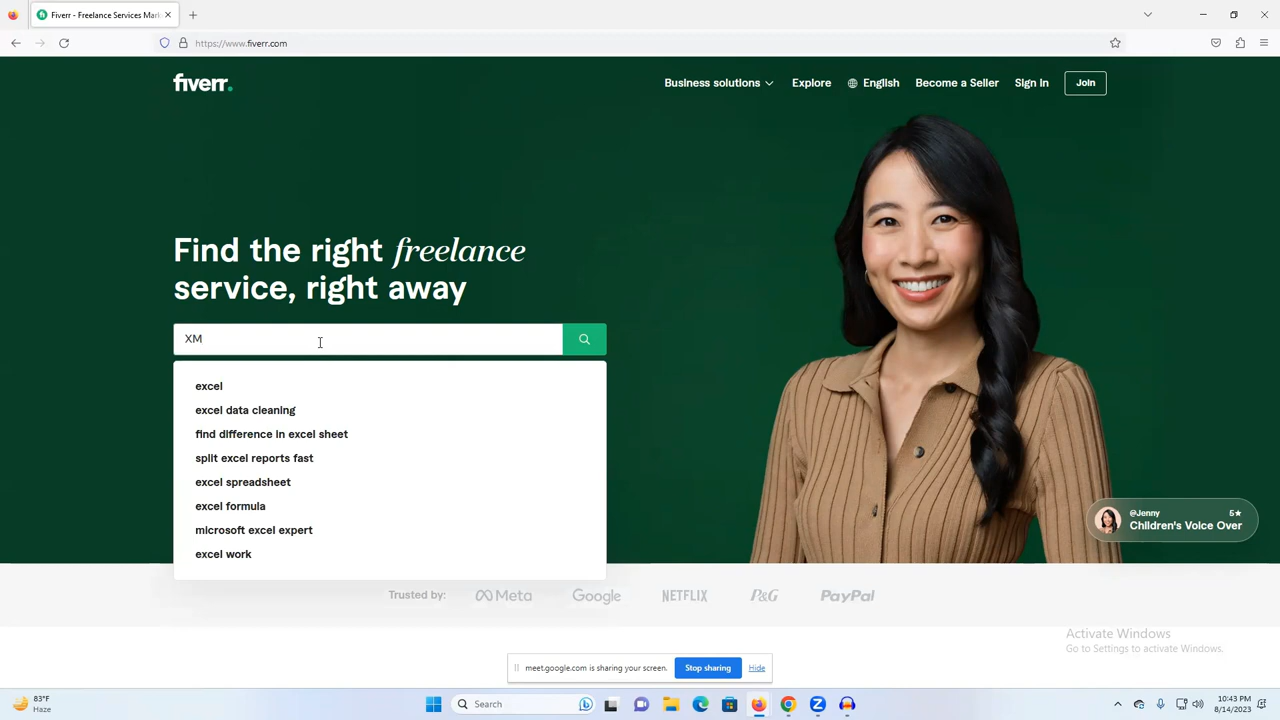 Fiverr - Freelance Services Mark
https://www.fiverr.com
fiverr.
Business solutions
Explore
English
Become a Seller
Sign In
Join
Find the right freelance
service, right away
XM
excel
excel data cleaning
find difference in excel sheet
split excel reports fast
excel spreadsheet
excel formula
microsoft excel expert
excel work
@Jenny 5★
Children's Voice Over
Trusted by:
Meta
Google
NETFLIX
P&G
PayPal
Activate Windows
Go to Settings to activate Windows.
meet.google.com is sharing your screen.
Stop sharing
Hide
83°F
Haze
Search
10:43 PM
8/14/2023